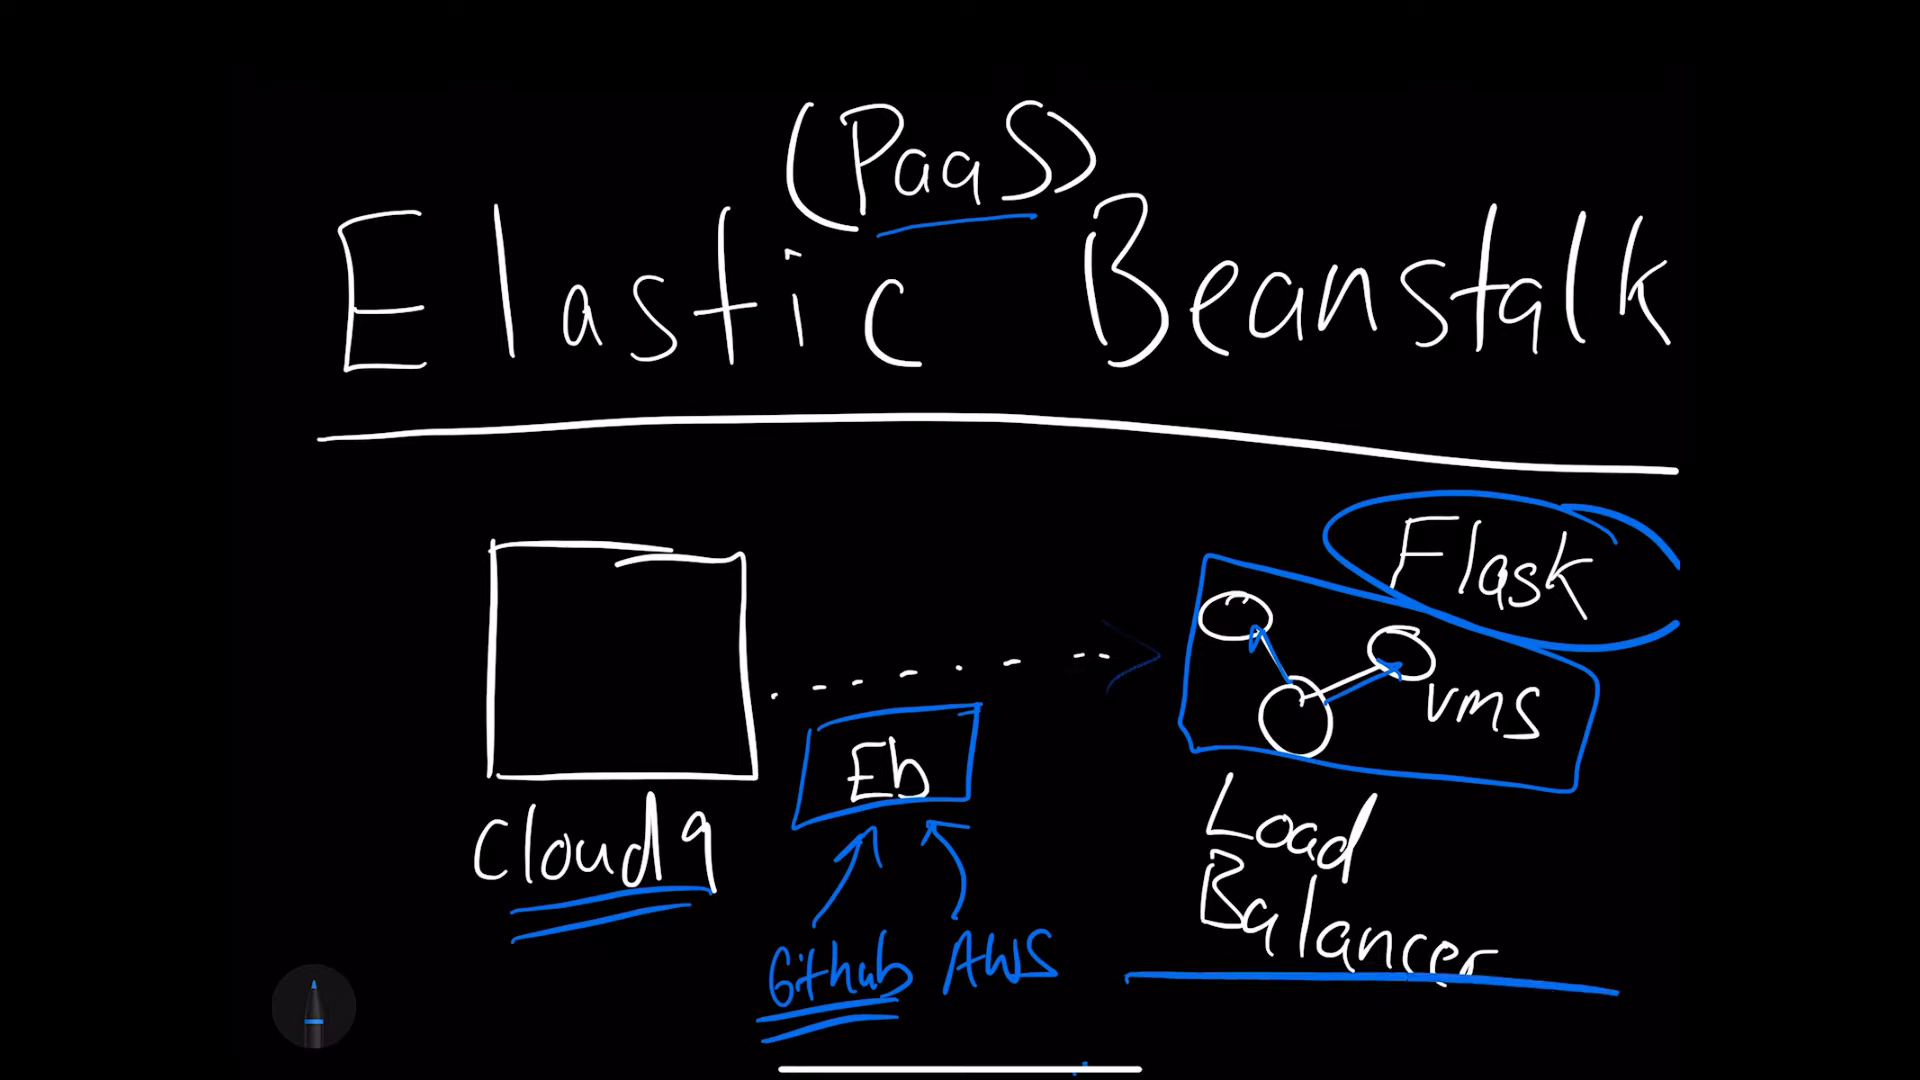 (PaaS)
Elastic Beanstalk
Flask
vms
Eb
Cloud9
Load
Balancer
Github AWS